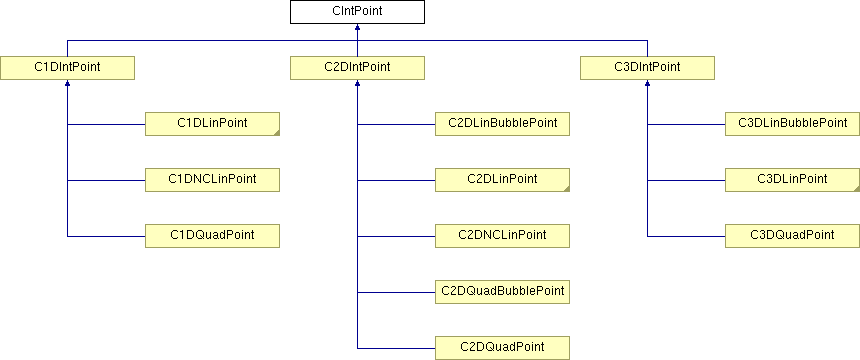 CIntPoint
C1DIntPoint
C2DIntPoint
C3DIntPoint
C1DLinPoint
C2DLinBubblePoint
C3DLinBubblePoint
C1DNCLinPoint
C2DLinPoint
C3DLinPoint
C1DQuadPoint
C2DNCLinPoint
C3DQuadPoint
C2DQuadBubblePoint
C2DQuadPoint